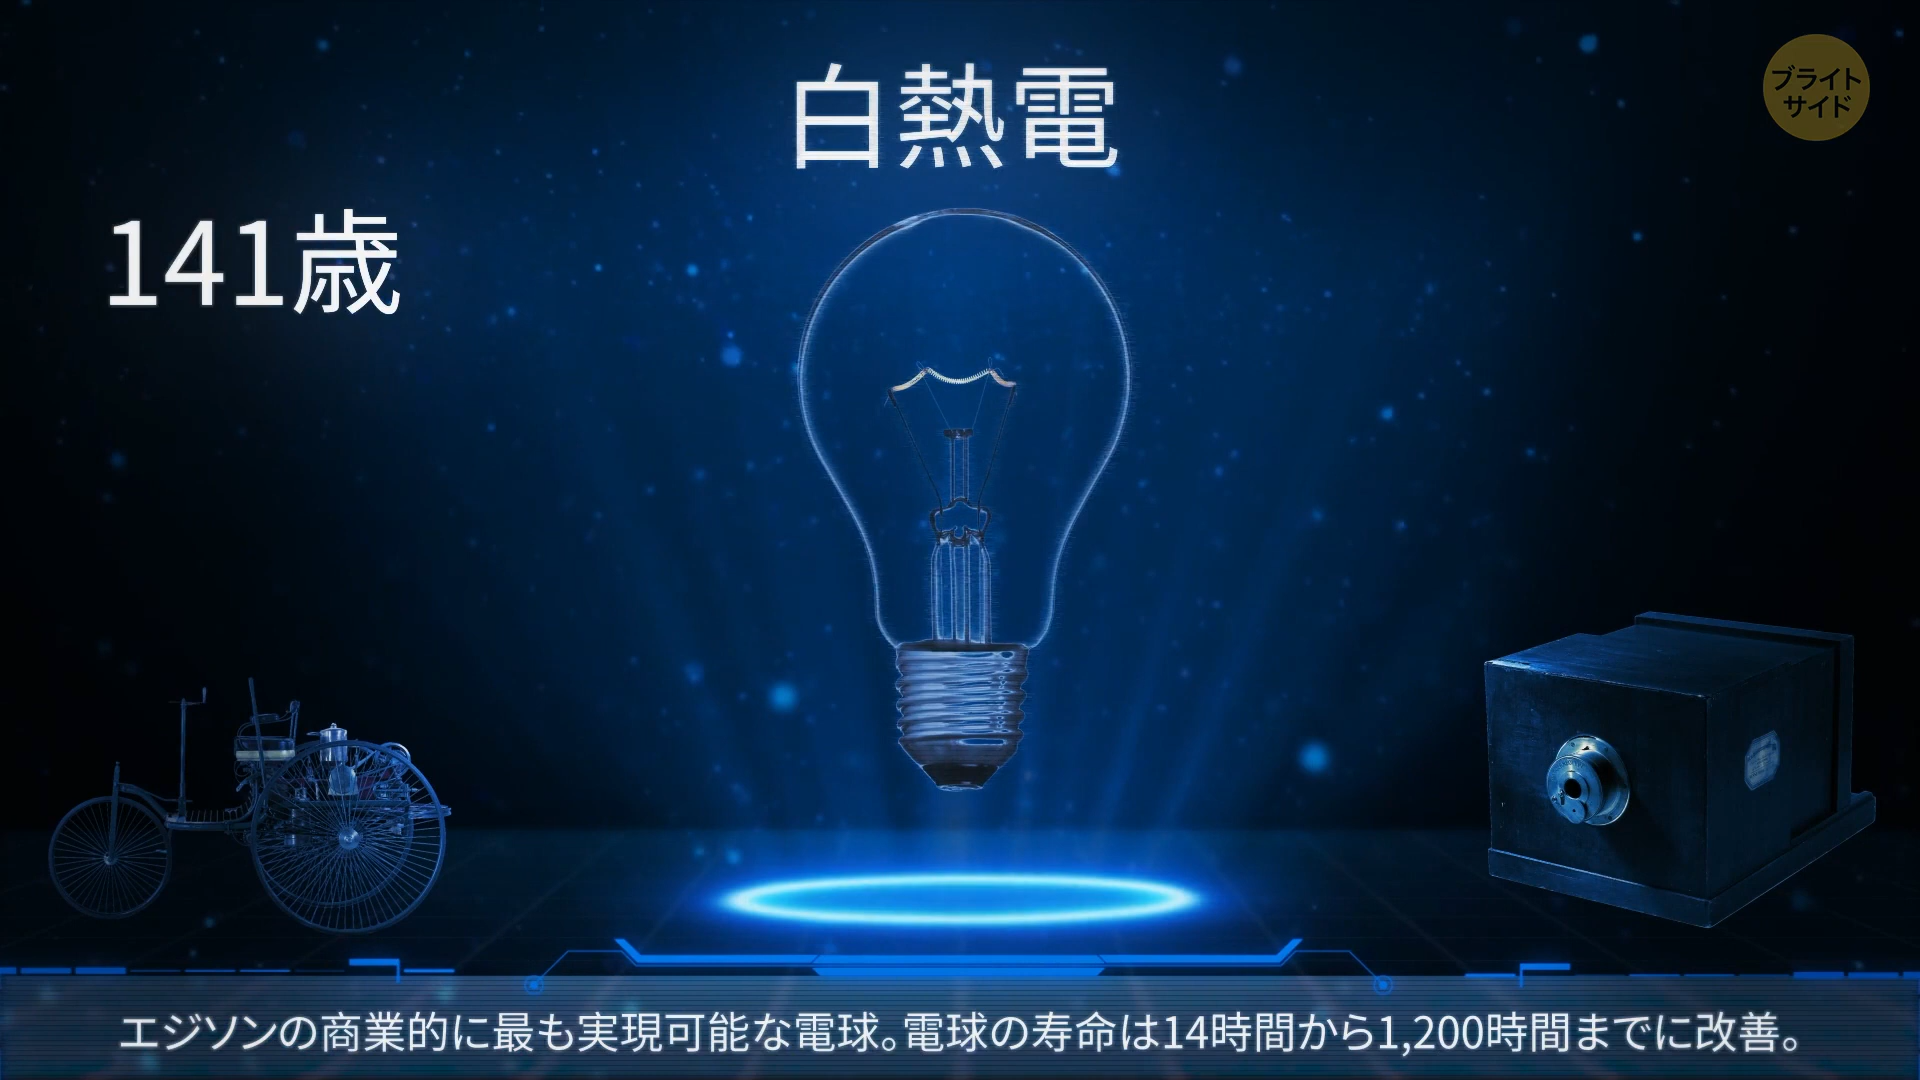 白熱電
ブライト
サイド
141歳
エジソンの商業的に最も実現可能な電球。電球の寿命は14時間から1,200時間までに改善。